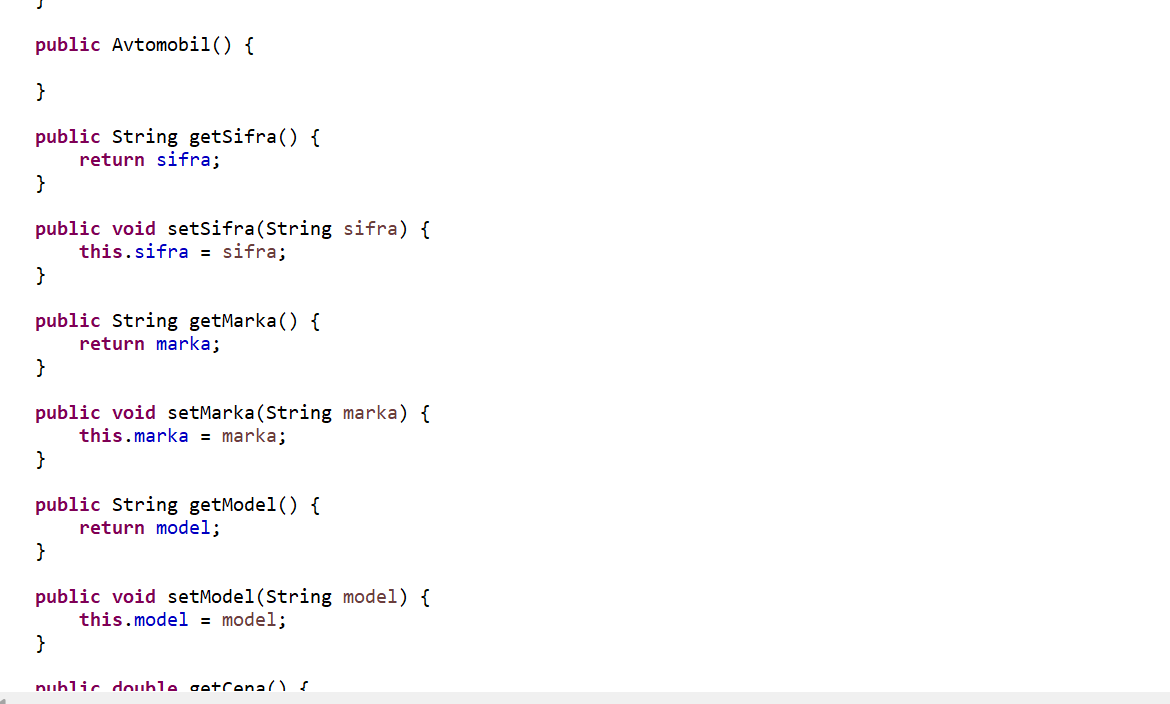 }
public Avtomobil() {
}
public String getSifra() {
    return sifra;
}
public void setSifra(String sifra) {
    this.sifra = sifra;
}
public String getMarka() {
    return marka;
}
public void setMarka(String marka) {
    this.marka = marka;
}
public String getModel() {
    return model;
}
public void setModel(String model) {
    this.model = model;
}
public double getCena() {